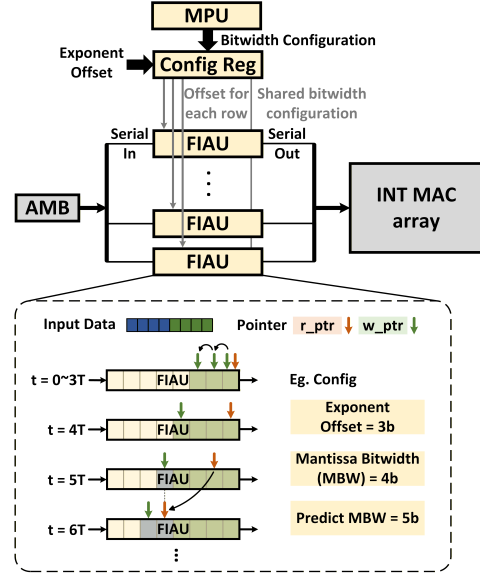 MPU
Bitwidth Configuration
Exponent
Offset
Config Reg
Offset for
each row
Shared bitwidth
configuration
Serial
In
FIAU
Serial
Out
AMB
FIAU
FIAU
INT MAC
array
Input Data
Pointer
r_ptr
w_ptr
t = 0~3T
FIAU
Eg. Config
t = 4T
FIAU
Exponent
Offset = 3b
t = 5T
FIAU
Mantissa Bitwidth
(MBW) = 4b
t = 6T
FIAU
Predict MBW = 5b